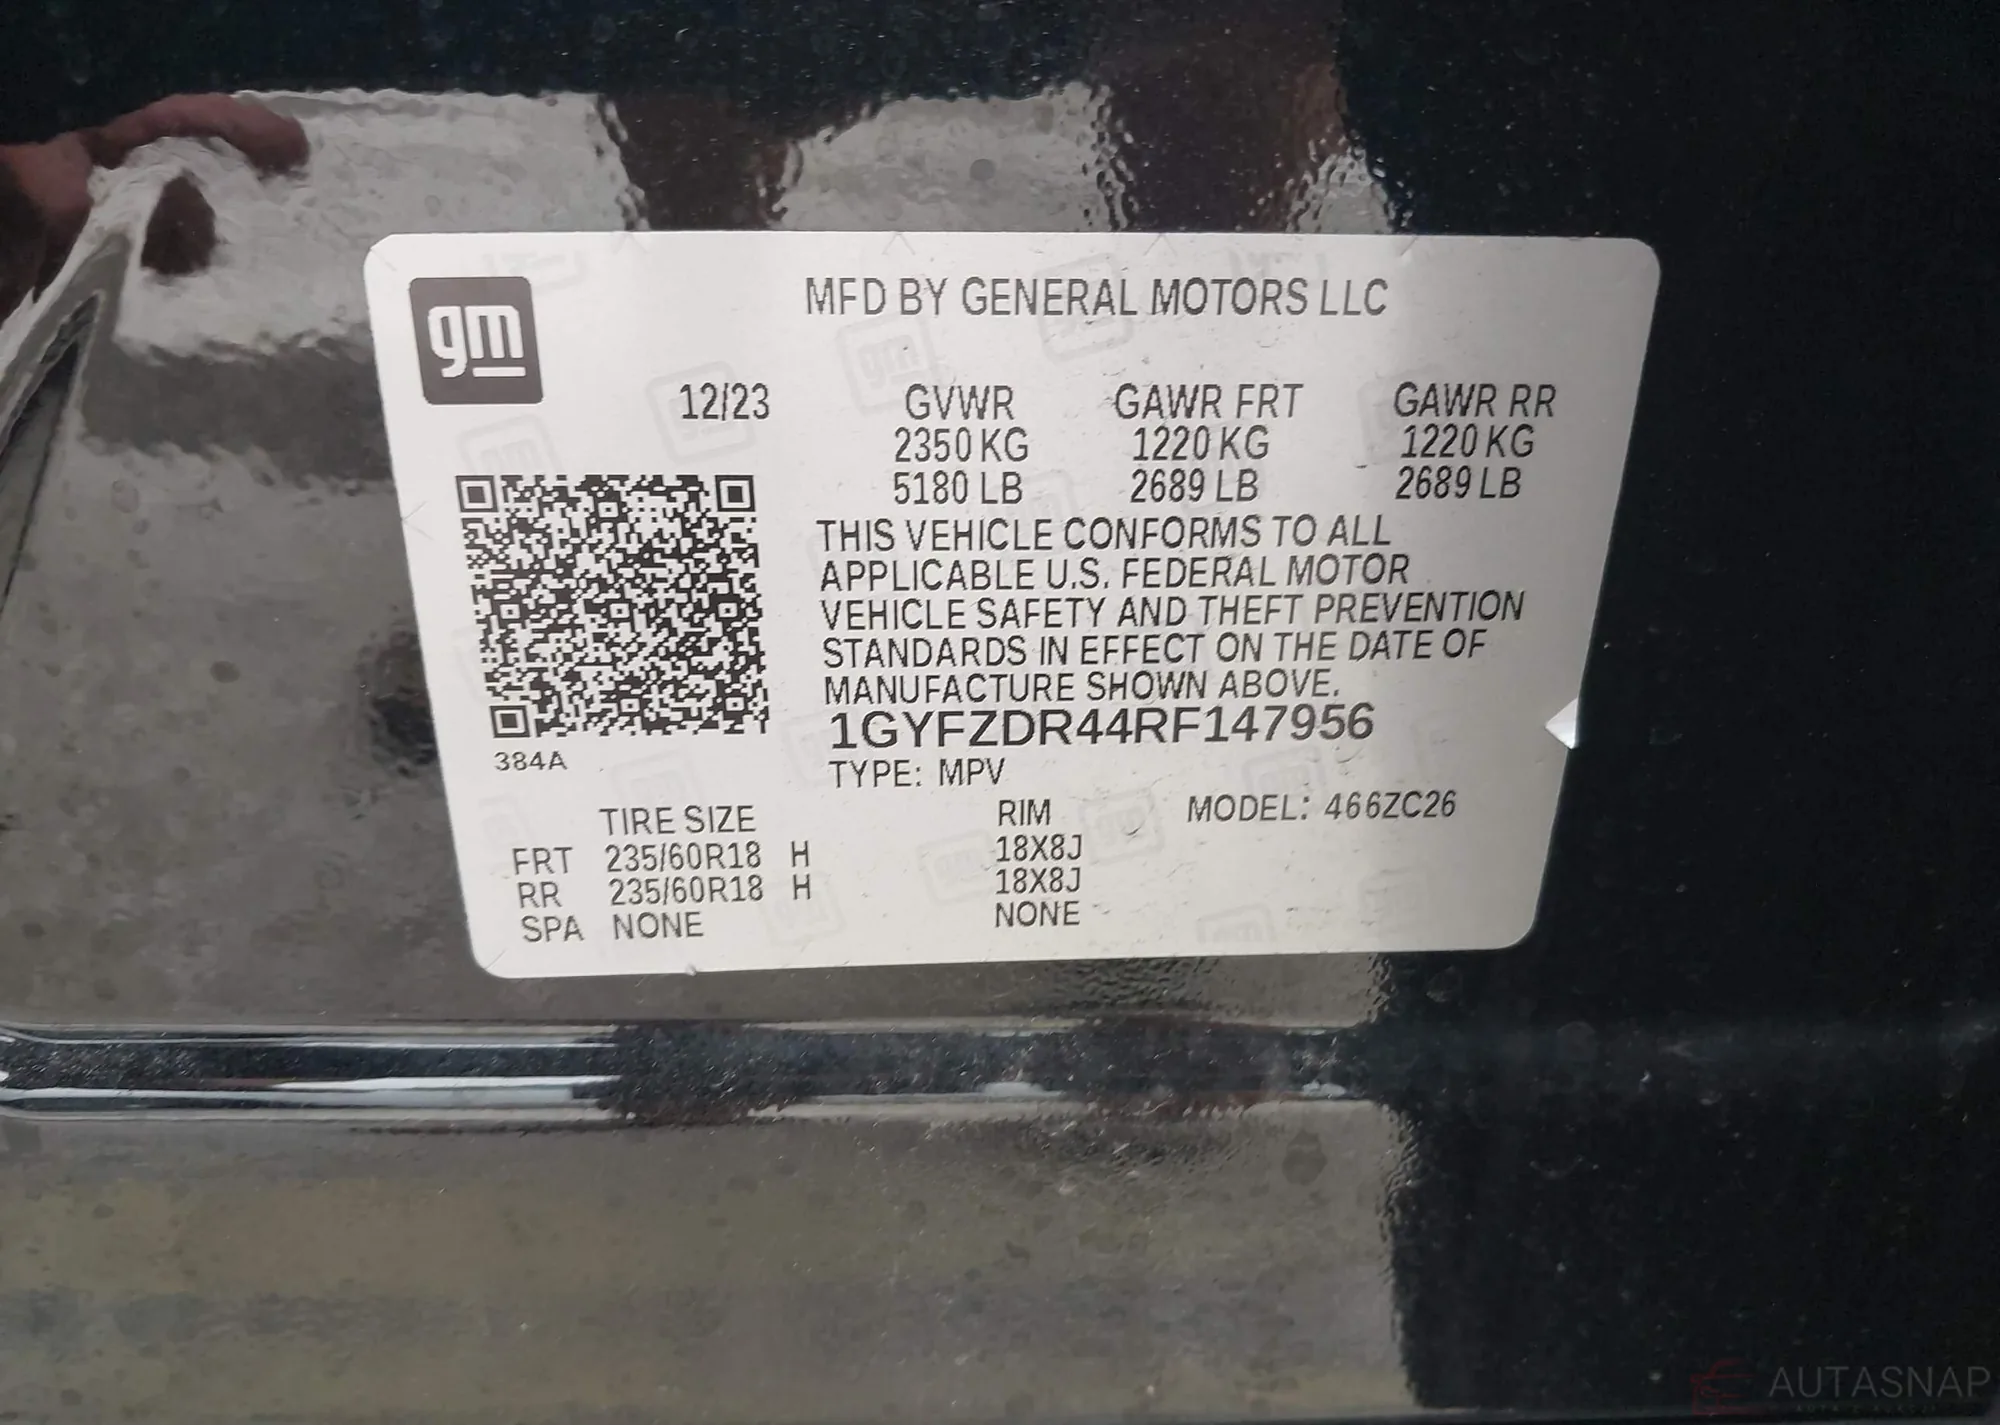 gm
MFD BY GENERAL MOTORS LLC
12/23 GVWR GAWR FRT GAWR RR
2350 KG 1220 KG 1220 KG
5180 LB 2689 LB 2689 LB
THIS VEHICLE CONFORMS TO ALL
APPLICABLE U.S. FEDERAL MOTOR
VEHICLE SAFETY AND THEFT PREVENTION
STANDARDS IN EFFECT ON THE DATE OF
MANUFACTURE SHOWN ABOVE.
1GYFZDR44RF147956
384A
TYPE: MPV
TIRE SIZE RIM MODEL: 466ZC26
FRT 235/60R18 H 18X8J
RR 235/60R18 H 18X8J
SPA NONE NONE
AUTASNAP